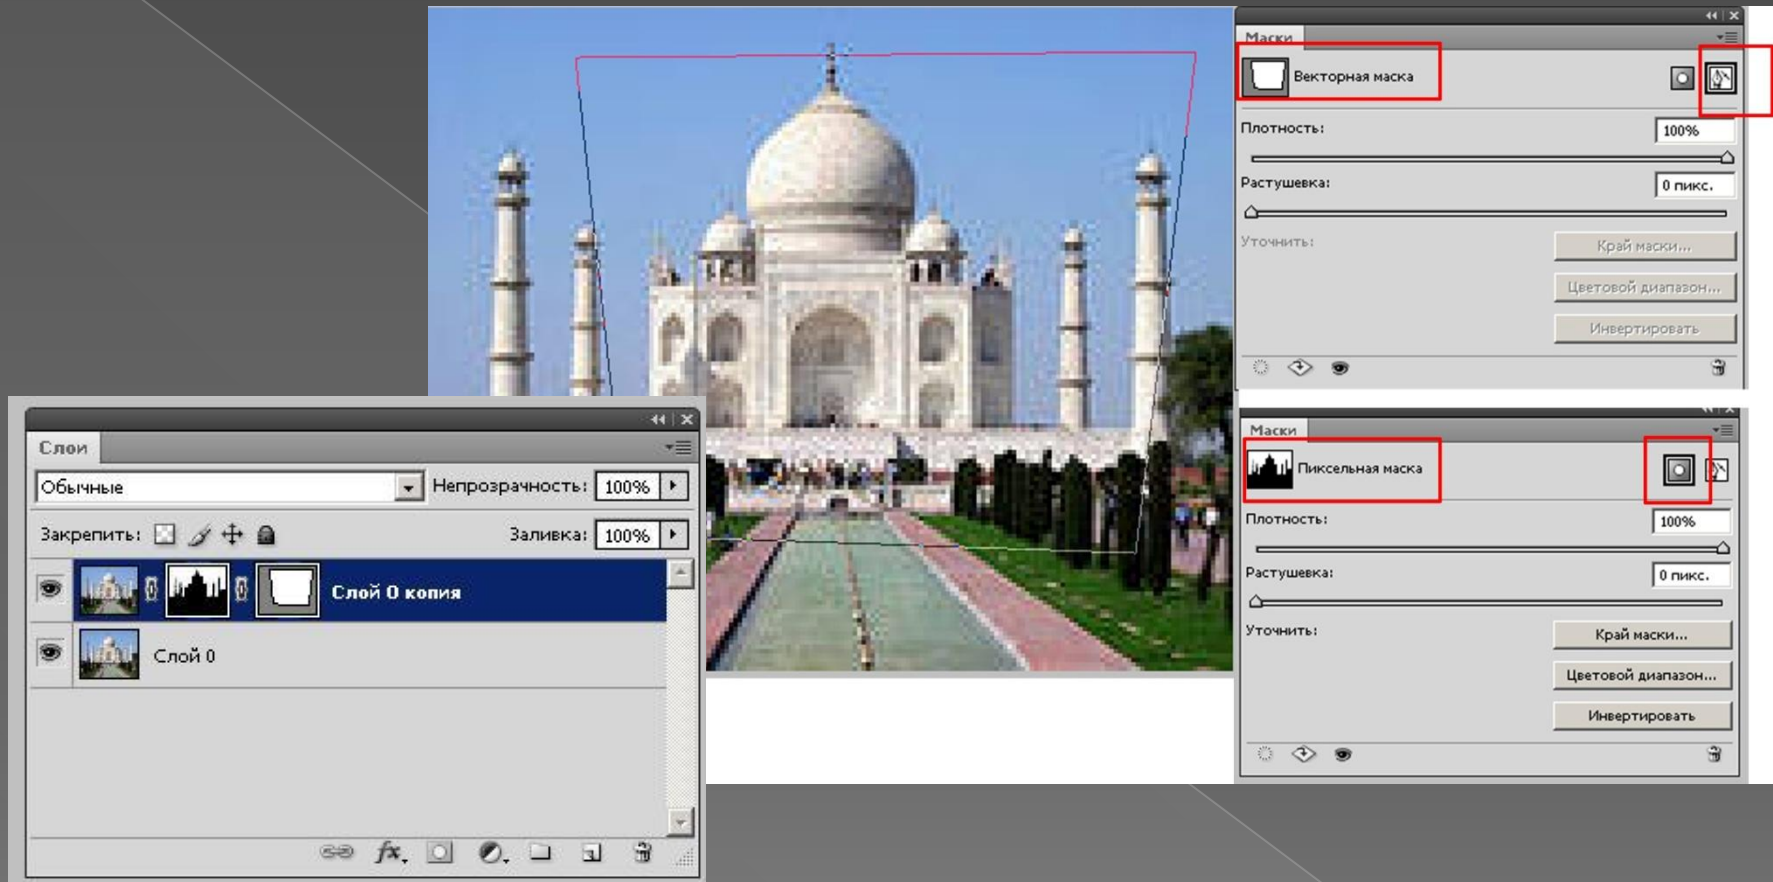 Маски
Векторная маска
Плотность: 100%
Растушевка: 0 пикс.
Уточнить: Край маски...
Цветовой диапазон...
Инвертировать
Слои
Обычные Непрозрачность: 100%
Закрепить: Заливка: 100%
Слой 0 копия
Слой 0
fx
Маски
Пиксельная маска
Плотность: 100%
Растушевка: 0 пикс.
Уточнить: Край маски...
Цветовой диапазон...
Инвертировать